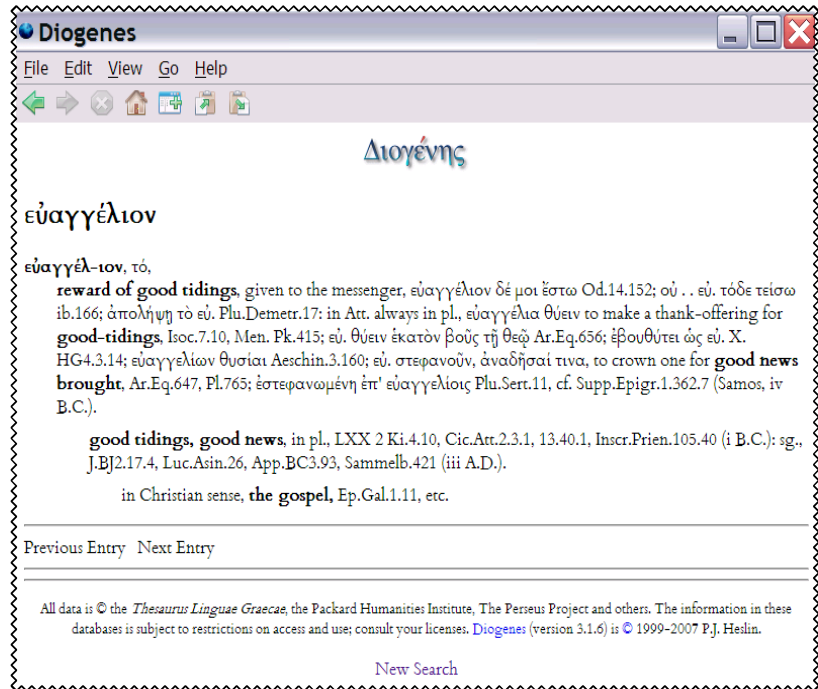 Diogenes
File Edit View Go Help
Διογένης
εὐαγγέλιον
εὐαγγέλ-ιον, τό,
reward of good tidings, given to the messenger, εὐαγγέλιον δέ μοι ἔστω Od.14.152; οὐ . . εὐ. τόδε τείσω
ib.166; ἀπολήψῃ τὸ εὐ. Plu.Demetr.17: in Att. always in pl., εὐαγγέλια θύειν to make a thank-offering for
good-tidings, Isoc.7.10, Men. Pk.415; εὐ. θύειν ἑκατὸν βοῦς τῇ θεῷ Ar.Eq.656; ἐβουθύτει ὡς εὐ. X.
HG4.3.14; εὐαγγελίων θυσίαι Aeschin.3.160; εὐ. στεφανοῦν, ἀναδῆσαί τινα, to crown one for good news
brought, Ar.Eq.647, Pl.765; ἐστεφανωμένη ἐπ' εὐαγγελίοις Plu.Sert.11, cf. Supp.Epigr.1.362.7 (Samos, iv
B.C.).
good tidings, good news, in pl., LXX 2 Ki.4.10, Cic.Att.2.3.1, 13.40.1, Inscr.Prien.105.40 (i B.C.): sg.,
J.BJ2.17.4, Luc.Asin.26, App.BC3.93, Sammelb.421 (iii A.D.).
in Christian sense, the gospel, Ep.Gal.1.11, etc.
Previous Entry Next Entry
All data is © the Thesaurus Linguae Graecae, the Packard Humanities Institute, The Perseus Project and others. The information in these
databases is subject to restrictions on access and use; consult your licenses. Diogenes (version 3.1.6) is © 1999-2007 P.J. Heslin.
New Search